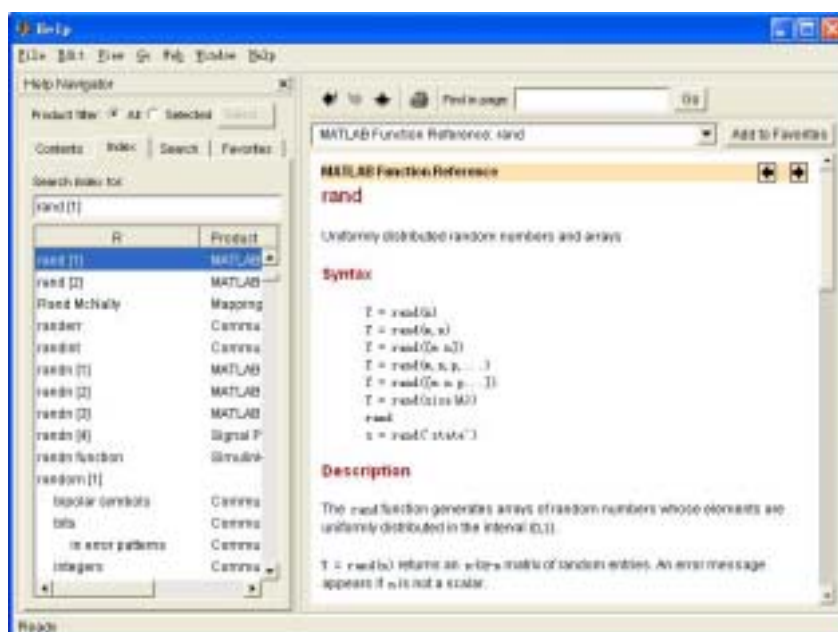 Help
File Edit View Go Web Window Help
Help Navigator
Product filter: All Selected
Contents Index Search Favorites
Search index for:
rand [1]
R Product
rand [1] MATLAB
rand [2] MATLAB
Rand McNally Mapping
randerr Commu
randint Commu
randn [1] MATLAB
randn [2] MATLAB
randn [3] MATLAB
randn [4] Signal P
randn function Simulink
random [1]
bipolar symbols Commu
bits Commu
in error patterns Commu
integers Commu
Find in page: Go
MATLAB Function Reference: rand Add to Favorites
MATLAB Function Reference
rand
Uniformly distributed random numbers and arrays
Syntax
Y = rand(n)
Y = rand(m,n)
Y = rand([m n])
Y = rand(m,n,p,...)
Y = rand([m n p...])
Y = rand(size(A))
rand
s = rand('state')
Description
The rand function generates arrays of random numbers whose elements are
uniformly distributed in the interval (0,1).
Y = rand(n) returns an n-by-n matrix of random entries. An error message
appears if n is not a scalar.
Ready